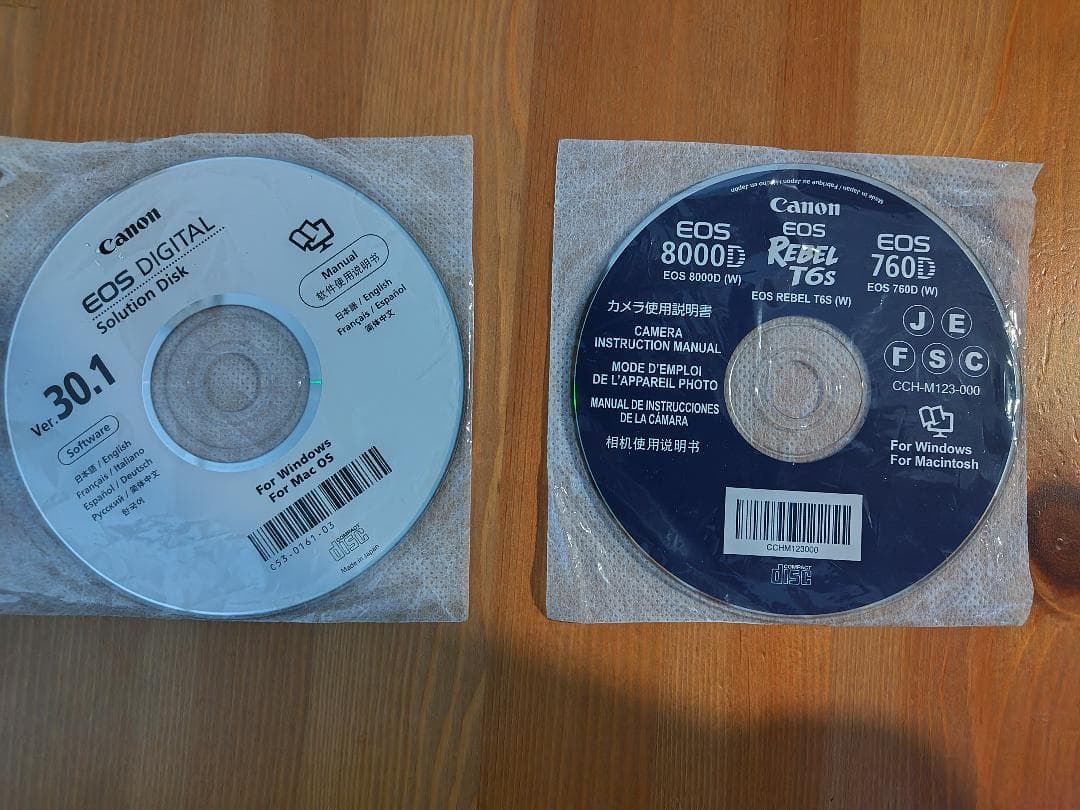 Canon
EOS DIGITAL
Solution Disk
Ver.30.1
Software
日本語 / English
Français / Italiano
Español / Deutsch
Русский / 简体中文
한국어
Manual
软件使用说明书
日本語 / English
Français / Español
简体中文
For Windows
For Mac OS
C53-0161-03
COMPACT
disc
Made in Japan
Made in Japan / Fabriqué au Japon / Hecho en Japón
Canon
EOS
8000D
EOS 8000D (W)
EOS
REBEL
T6S
EOS REBEL T6S (W)
EOS
760D
EOS 760D (W)
カメラ使用説明書
CAMERA
INSTRUCTION MANUAL
MODE D'EMPLOI
DE L'APPAREIL PHOTO
MANUAL DE INSTRUCCIONES
DE LA CÁMARA
相机使用说明书
J E
F S C
CCH-M123-000
For Windows
For Macintosh
CCHM123000
COMPACT
disc